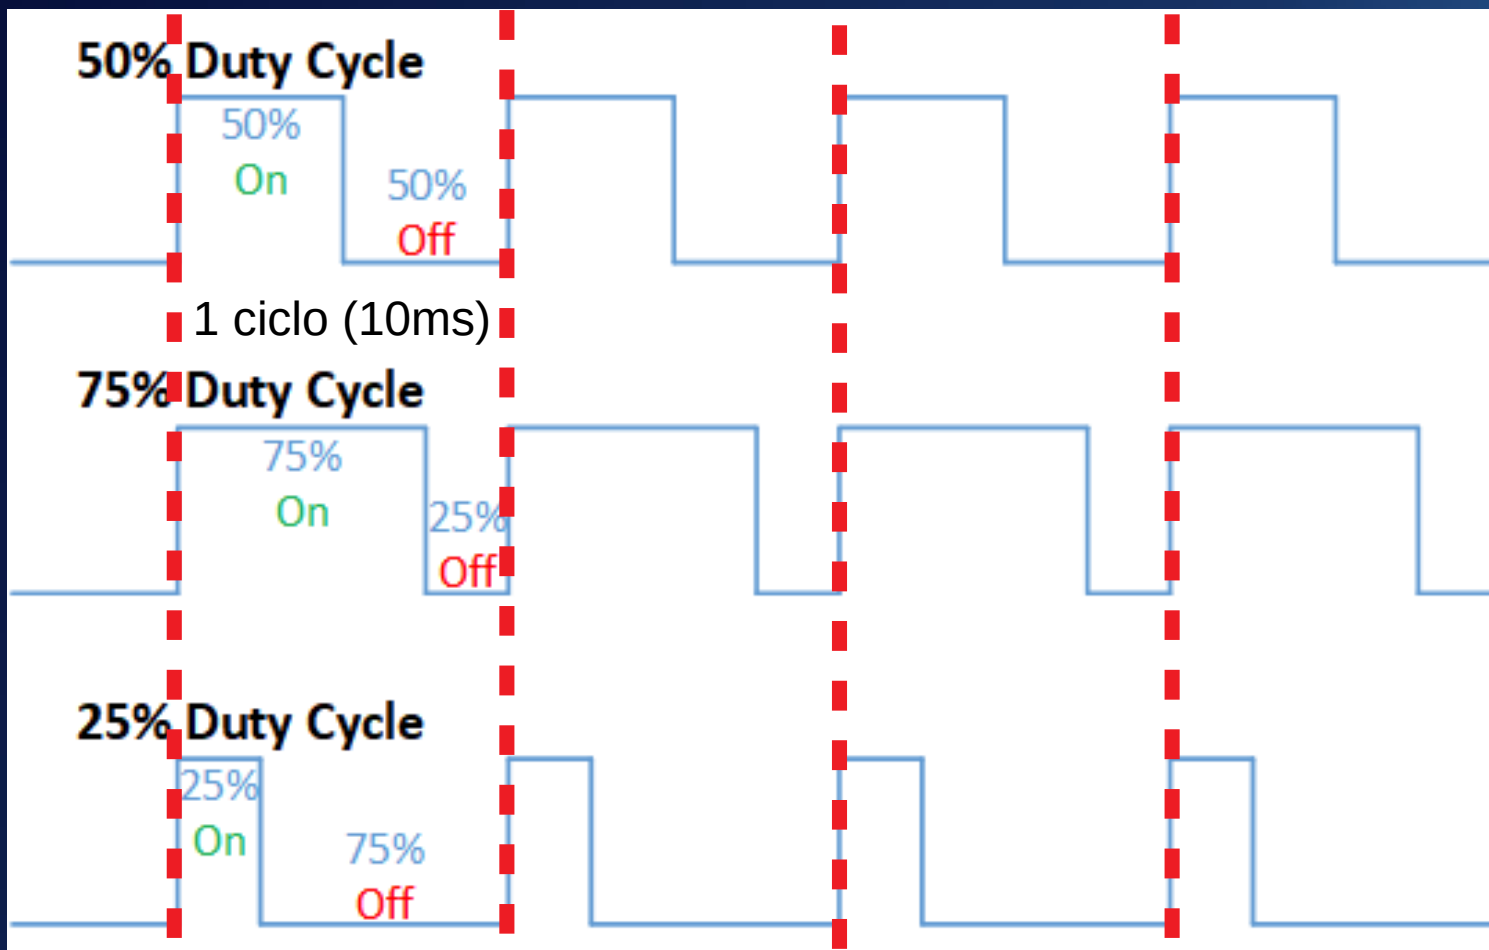 50% Duty Cycle
50%
On
50%
Off
1 ciclo (10ms)
75% Duty Cycle
75%
On
25%
Off
25% Duty Cycle
25%
On
75%
Off